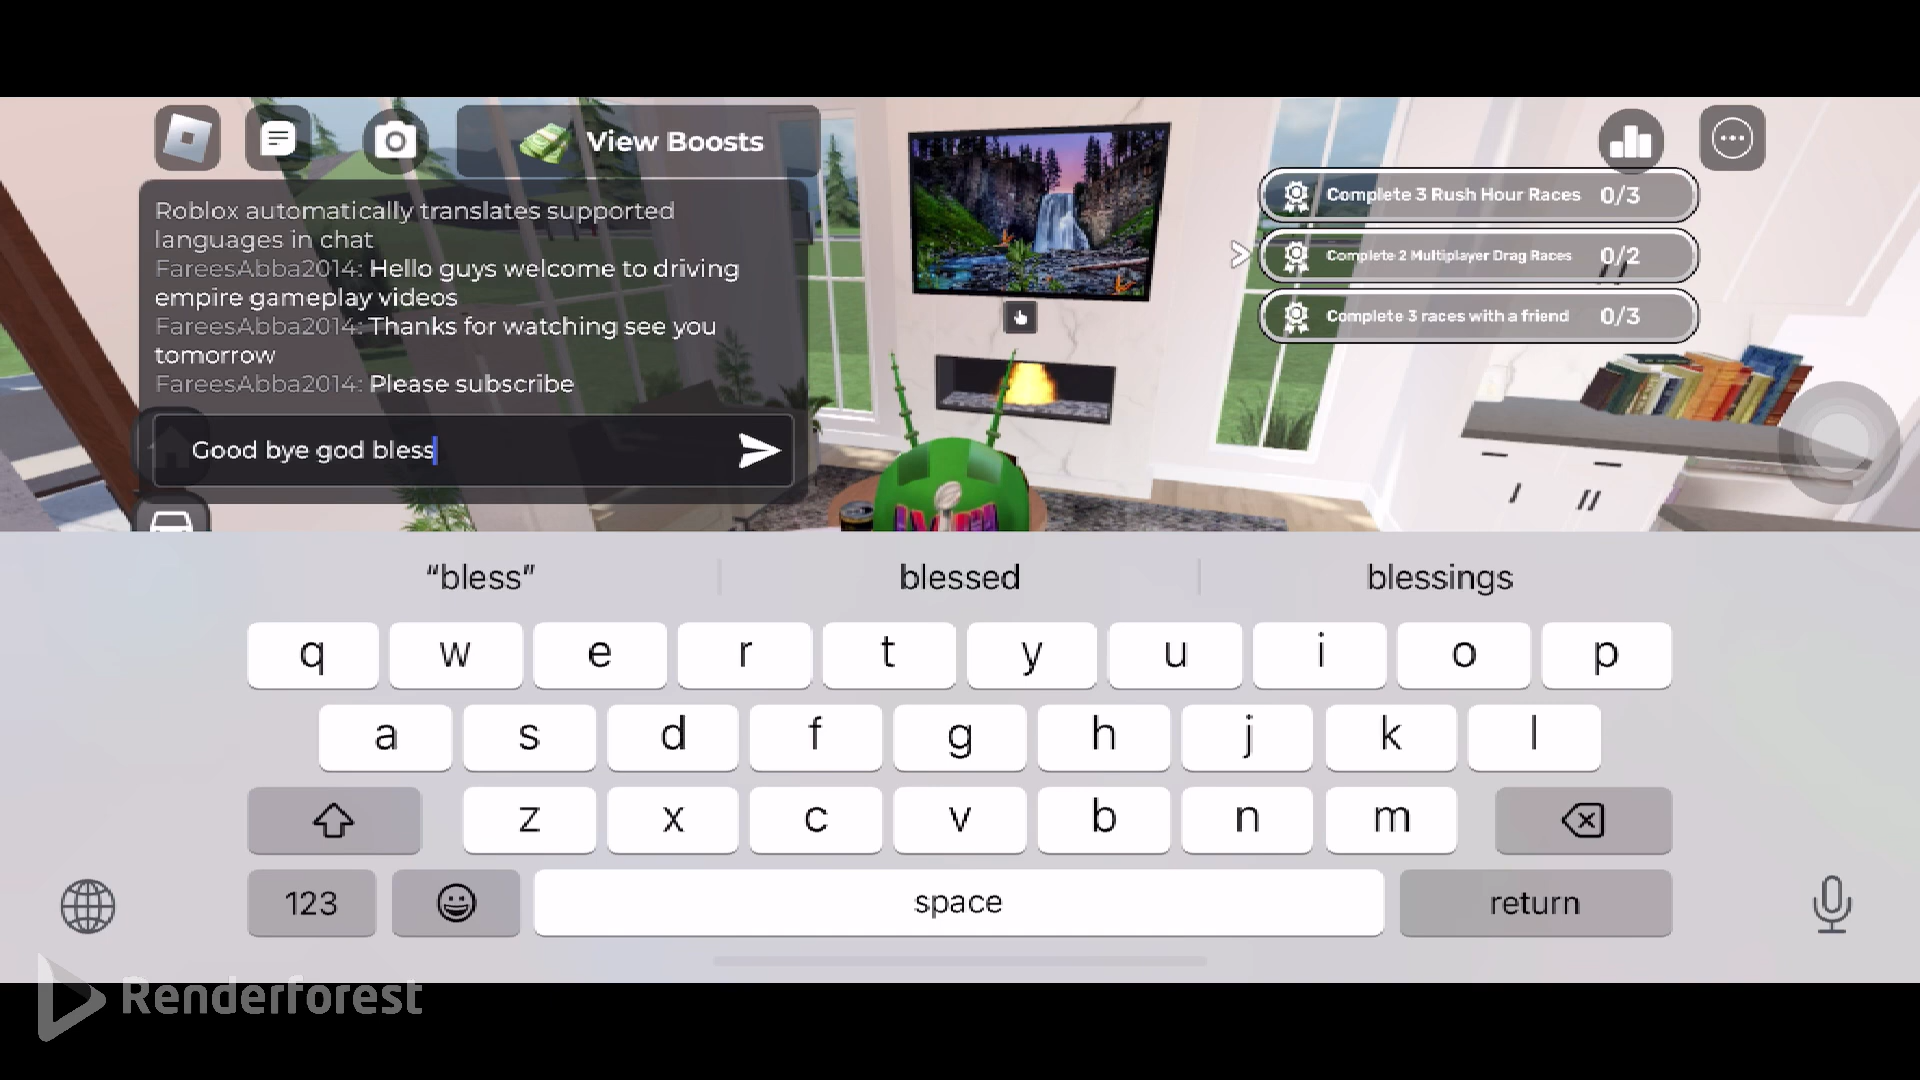 View Boosts
Roblox automatically translates supported
languages in chat
FareesAbba2014: Hello guys welcome to driving
empire gameplay videos
FareesAbba2014: Thanks for watching see you
tomorrow
FareesAbba2014: Please subscribe
Good bye god bless
Complete 3 Rush Hour Races 0/3
Complete 2 Multiplayer Drag Races 0/2
Complete 3 races with a friend 0/3
“bless” blessed blessings
q w e r t y u i o p
a s d f g h j k l
z x c v b n m
123 space return
Renderforest